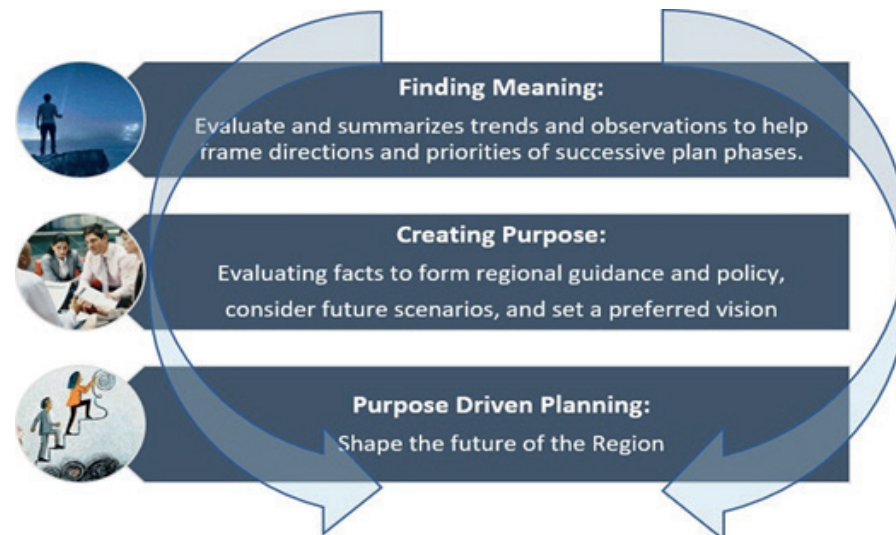 Finding Meaning:
Evaluate and summarizes trends and observations to help
frame directions and priorities of successive plan phases.
Creating Purpose:
Evaluating facts to form regional guidance and policy,
consider future scenarios, and set a preferred vision
Purpose Driven Planning:
Shape the future of the Region